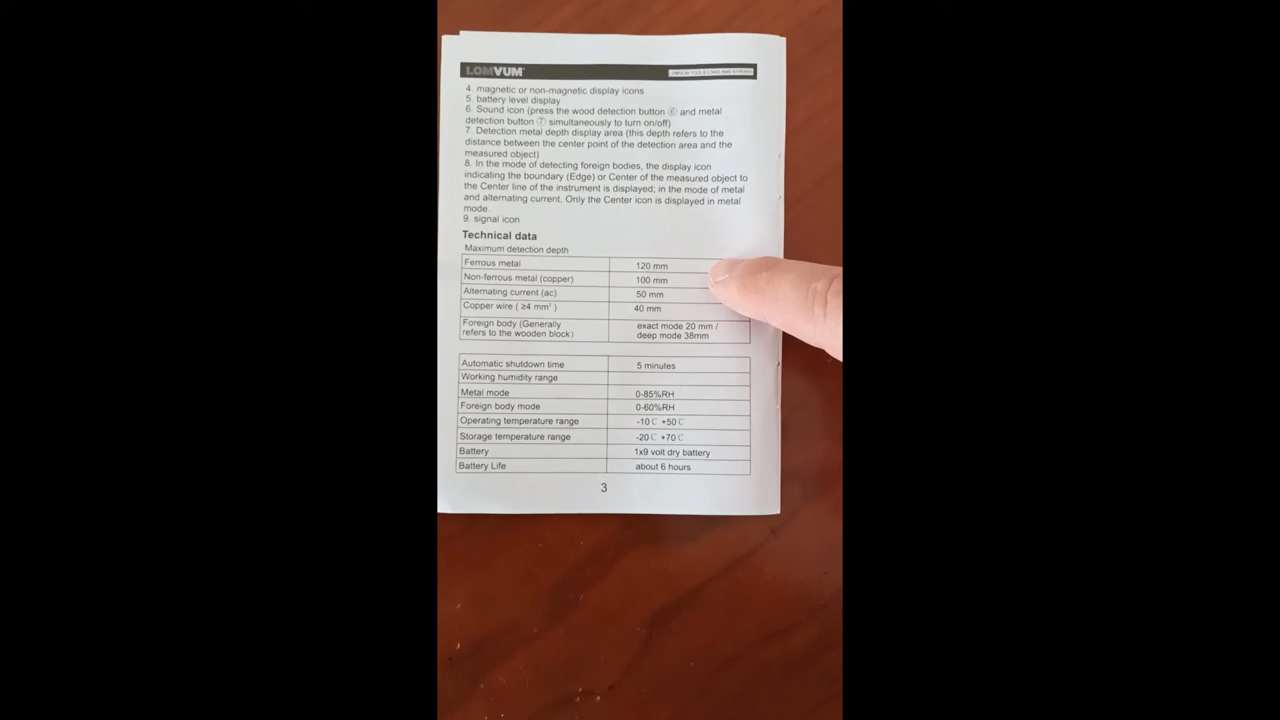 LOMVUM
4. magnetic or non-magnetic display icons
5. battery level display
6. Sound icon (press the wood detection button ⑥ and metal
detection button ⑦ simultaneously to turn on/off)
7. Detection metal depth display area (this depth refers to the
distance between the center point of the detection area and the
measured object)
8. In the mode of detecting foreign bodies, the display icon
indicating the boundary (Edge) or Center of the measured object to
the Center line of the instrument is displayed; in the mode of metal
and alternating current, Only the Center icon is displayed in metal
mode.
9. signal icon
Technical data
Maximum detection depth
Ferrous metal 120 mm
Non-ferrous metal (copper) 100 mm
Alternating current (ac) 50 mm
Copper wire ( ≥4 mm² ) 40 mm
Foreign body (Generally exact mode 20 mm /
refers to the wooden block) deep mode 38mm
Automatic shutdown time 5 minutes
Working humidity range
Metal mode 0-85%RH
Foreign body mode 0-60%RH
Operating temperature range -10℃ +50℃
Storage temperature range -20℃ +70℃
Battery 1x9 volt dry battery
Battery Life about 6 hours
3